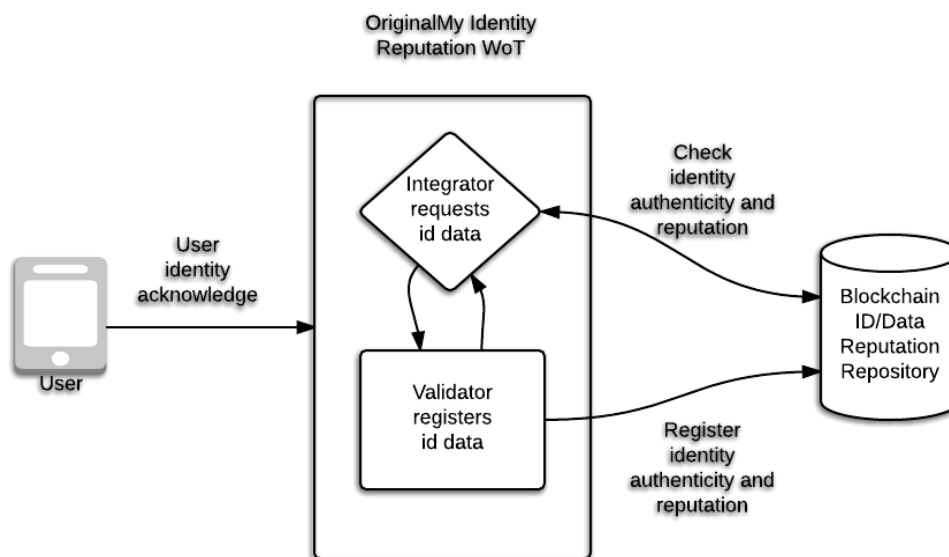 OriginalMy Identity
Reputation WoT
Integrator
requests
id data
Check
identity
authenticity and
reputation
User
identity
acknowledge
User
Blockchain
ID/Data
Reputation
Repository
Validator
registers
id data
Register
identity
authenticity and
reputation